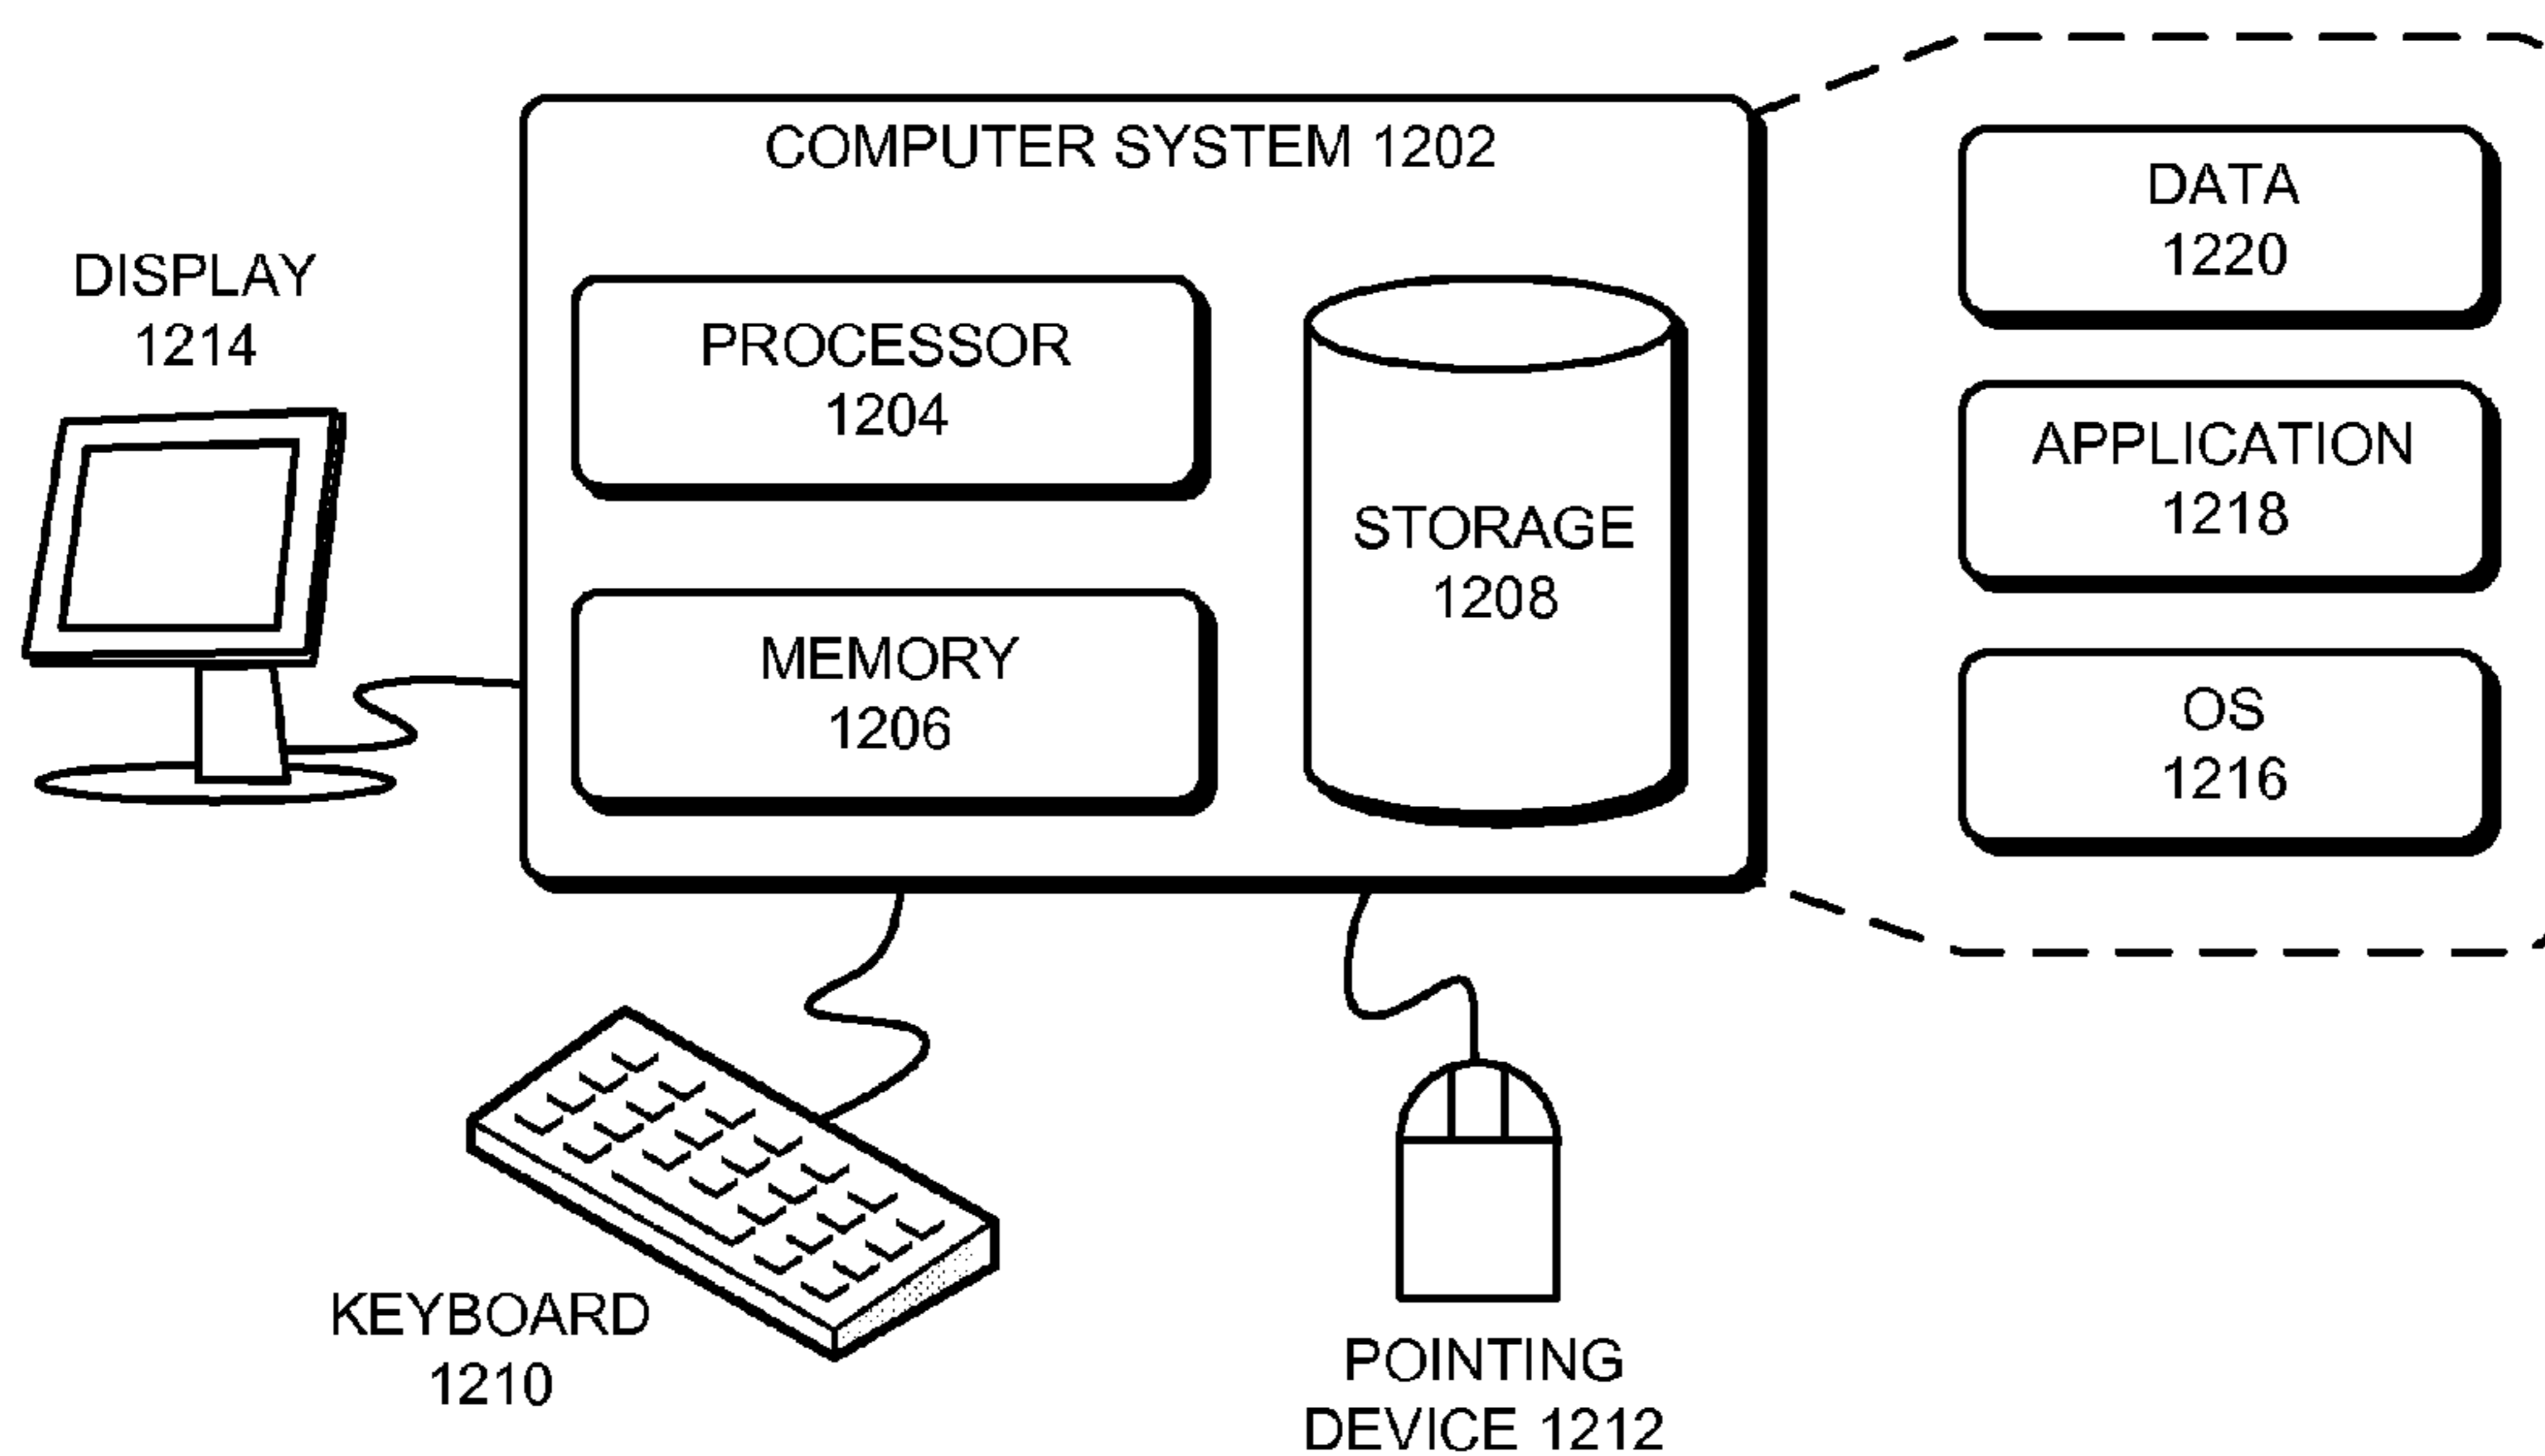 COMPUTER SYSTEM 1202
DISPLAY
1214
PROCESSOR
1204
MEMORY
1206
STORAGE
1208
DATA
1220
APPLICATION
1218
OS
1216
KEYBOARD
1210
POINTING
DEVICE 1212